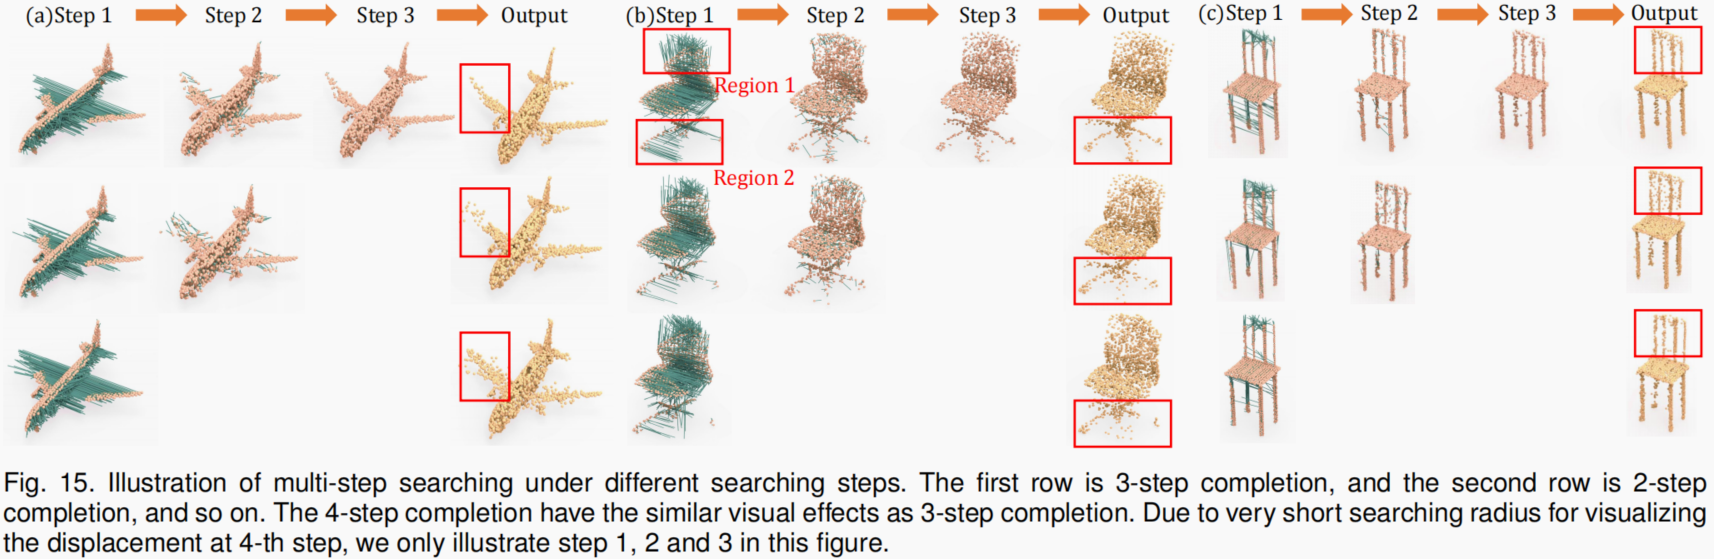 (a)Step 1 Step 2 Step 3 Output (b)Step 1 Step 2 Step 3 Output (c)Step 1 Step 2 Step 3 Output
Region 1
Region 2
Fig. 15. Illustration of multi-step searching under different searching steps. The first row is 3-step completion, and the second row is 2-step
completion, and so on. The 4-step completion have the similar visual effects as 3-step completion. Due to very short searching radius for visualizing
the displacement at 4-th step, we only illustrate step 1, 2 and 3 in this figure.